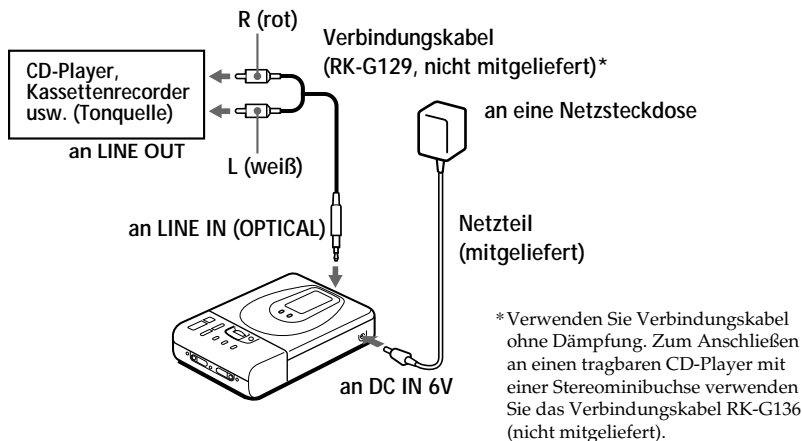 R (rot)
Verbindungskabel
(RK-G129, nicht mitgeliefert)*
CD-Player,
Kassettenrecorder
usw. (Tonquelle)
an LINE OUT
L (weiß)
an eine Netzsteckdose
an LINE IN (OPTICAL)
Netzteil
(mitgeliefert)
an DC IN 6V
*Verwenden Sie Verbindungskabel
ohne Dämpfung. Zum Anschließen
an einen tragbaren CD-Player mit
einer Stereominibuchse verwenden
Sie das Verbindungskabel RK-G136
(nicht mitgeliefert).